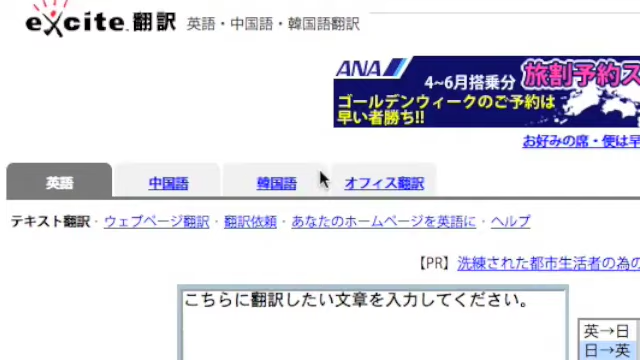 excite.翻訳 英語・中国語・韓国語翻訳
ANA 4~6月搭乗分 旅割予約ス
ゴールデンウィークのご予約は
早い者勝ち!!
お好みの席・便は早
英語 中国語 韓国語 オフィス翻訳
テキスト翻訳・ウェブページ翻訳・翻訳依頼・あなたのホームページを英語に・ヘルプ
【PR】洗練された都市生活者の為の
こちらに翻訳したい文章を入力してください。
英→日
日→英